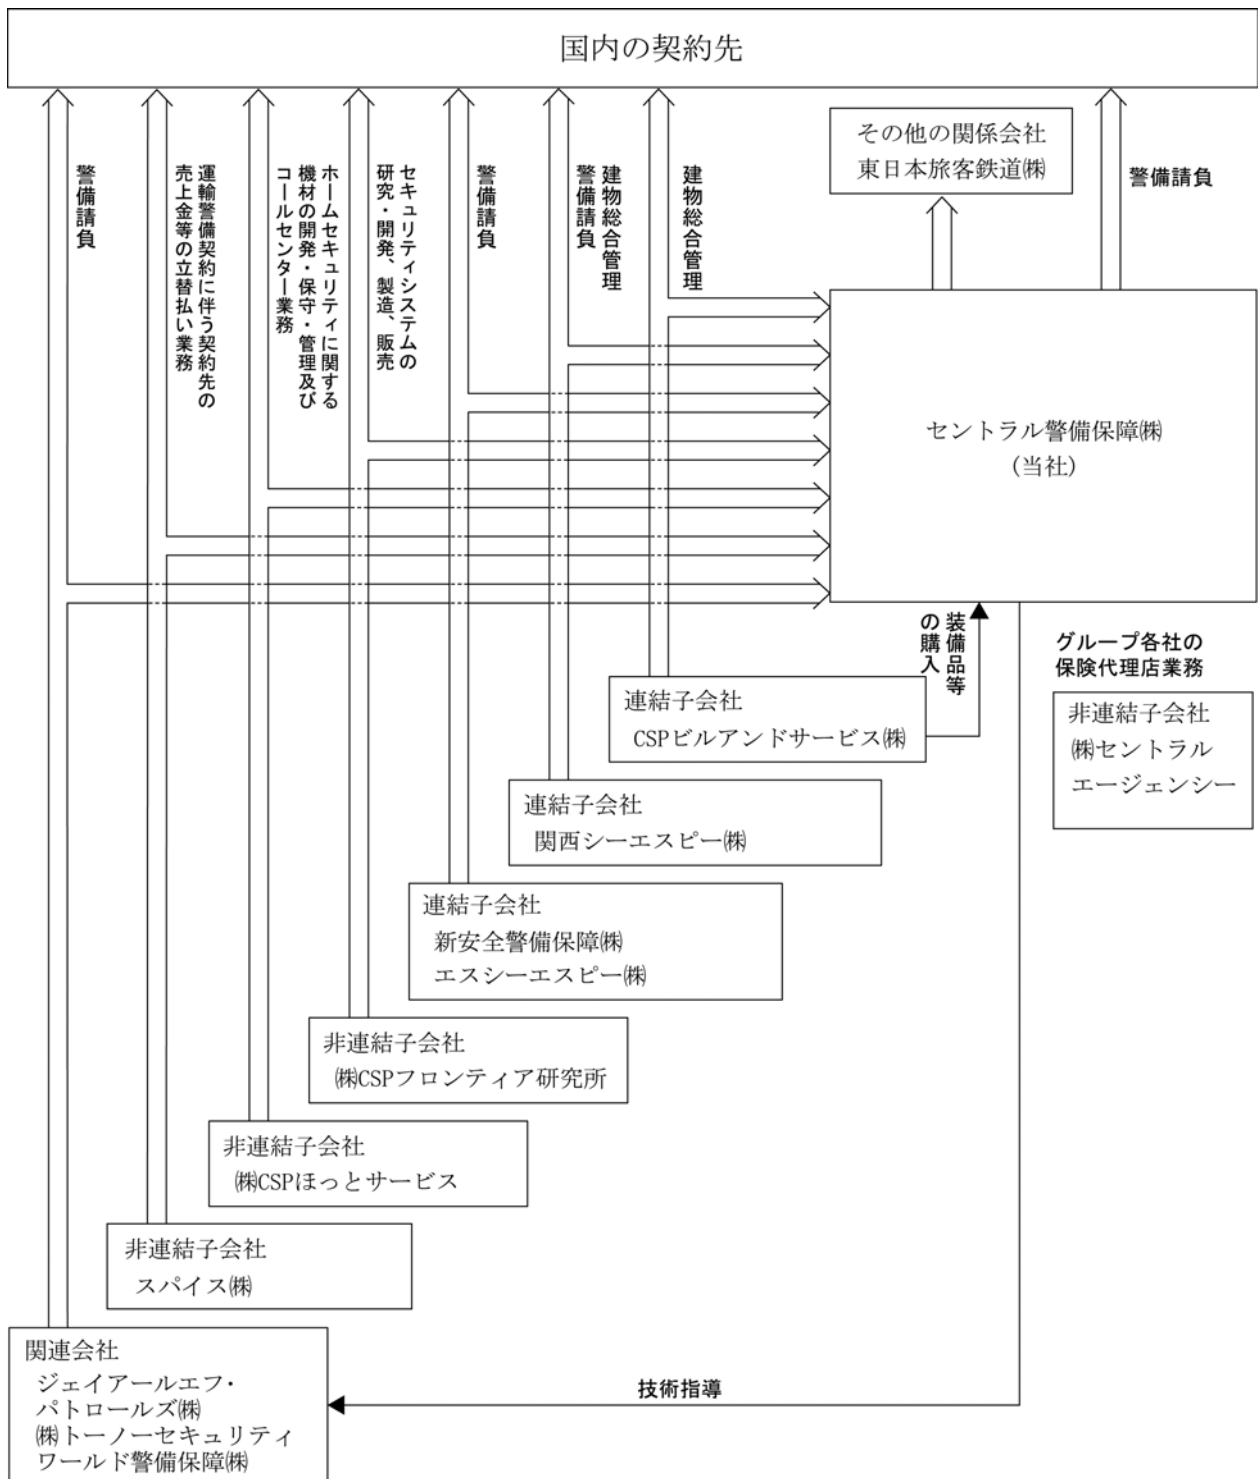 国内の契約先
その他の関係会社
東日本旅客鉄道㈱
警備請負
運輸警備契約に伴う契約先の
売上金等の立替払い業務
ホームセキュリティに関する
機材の開発・保守・管理及び
コールセンター業務
セキュリティシステムの
研究・開発、製造、販売
警備請負
建物総合管理
警備請負
建物総合管理
警備請負
セントラル警備保障㈱
(当社)
装備品等
の購入
グループ各社の
保険代理店業務
非連結子会社
㈱セントラル
エージェンシー
連結子会社
CSPビルアンドサービス㈱
連結子会社
関西シーエスピー㈱
連結子会社
新安全警備保障㈱
エスシーエスピー㈱
非連結子会社
㈱CSPフロンティア研究所
非連結子会社
㈱CSPほっとサービス
非連結子会社
スパイス㈱
関連会社
ジェイアールエフ・
パトロールズ㈱
㈱トーノーセキュリティ
ワールド警備保障㈱
技術指導